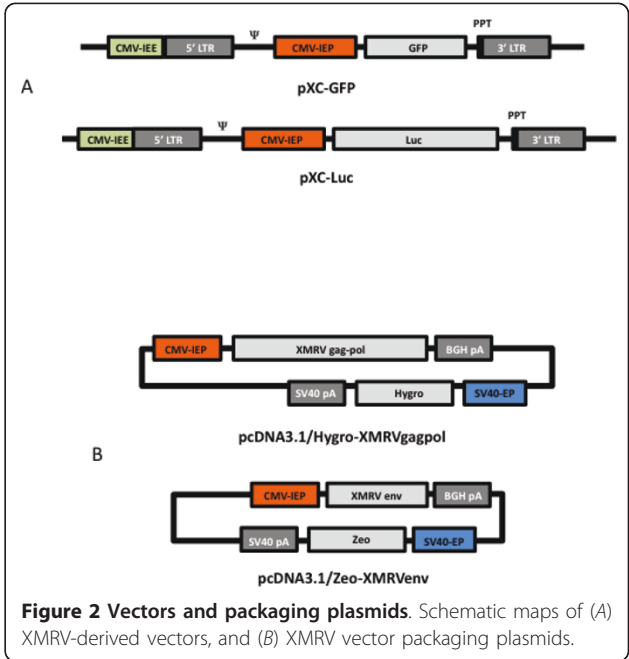 PPT
Ψ
CMV-IEE 5' LTR CMV-IEP GFP 3' LTR
A
pXC-GFP
PPT
Ψ
CMV-IEE 5' LTR CMV-IEP Luc 3' LTR
pXC-Luc
CMV-IEP XMRV gag-pol BGH pA
SV40 pA Hygro SV40-EP
pcDNA3.1/Hygro-XMRVgagpol
B
CMV-IEP XMRV env BGH pA
SV40 pA Zeo SV40-EP
pcDNA3.1/Zeo-XMRVenv
Figure 2 Vectors and packaging plasmids. Schematic maps of (A)
XMRV-derived vectors, and (B) XMRV vector packaging plasmids.